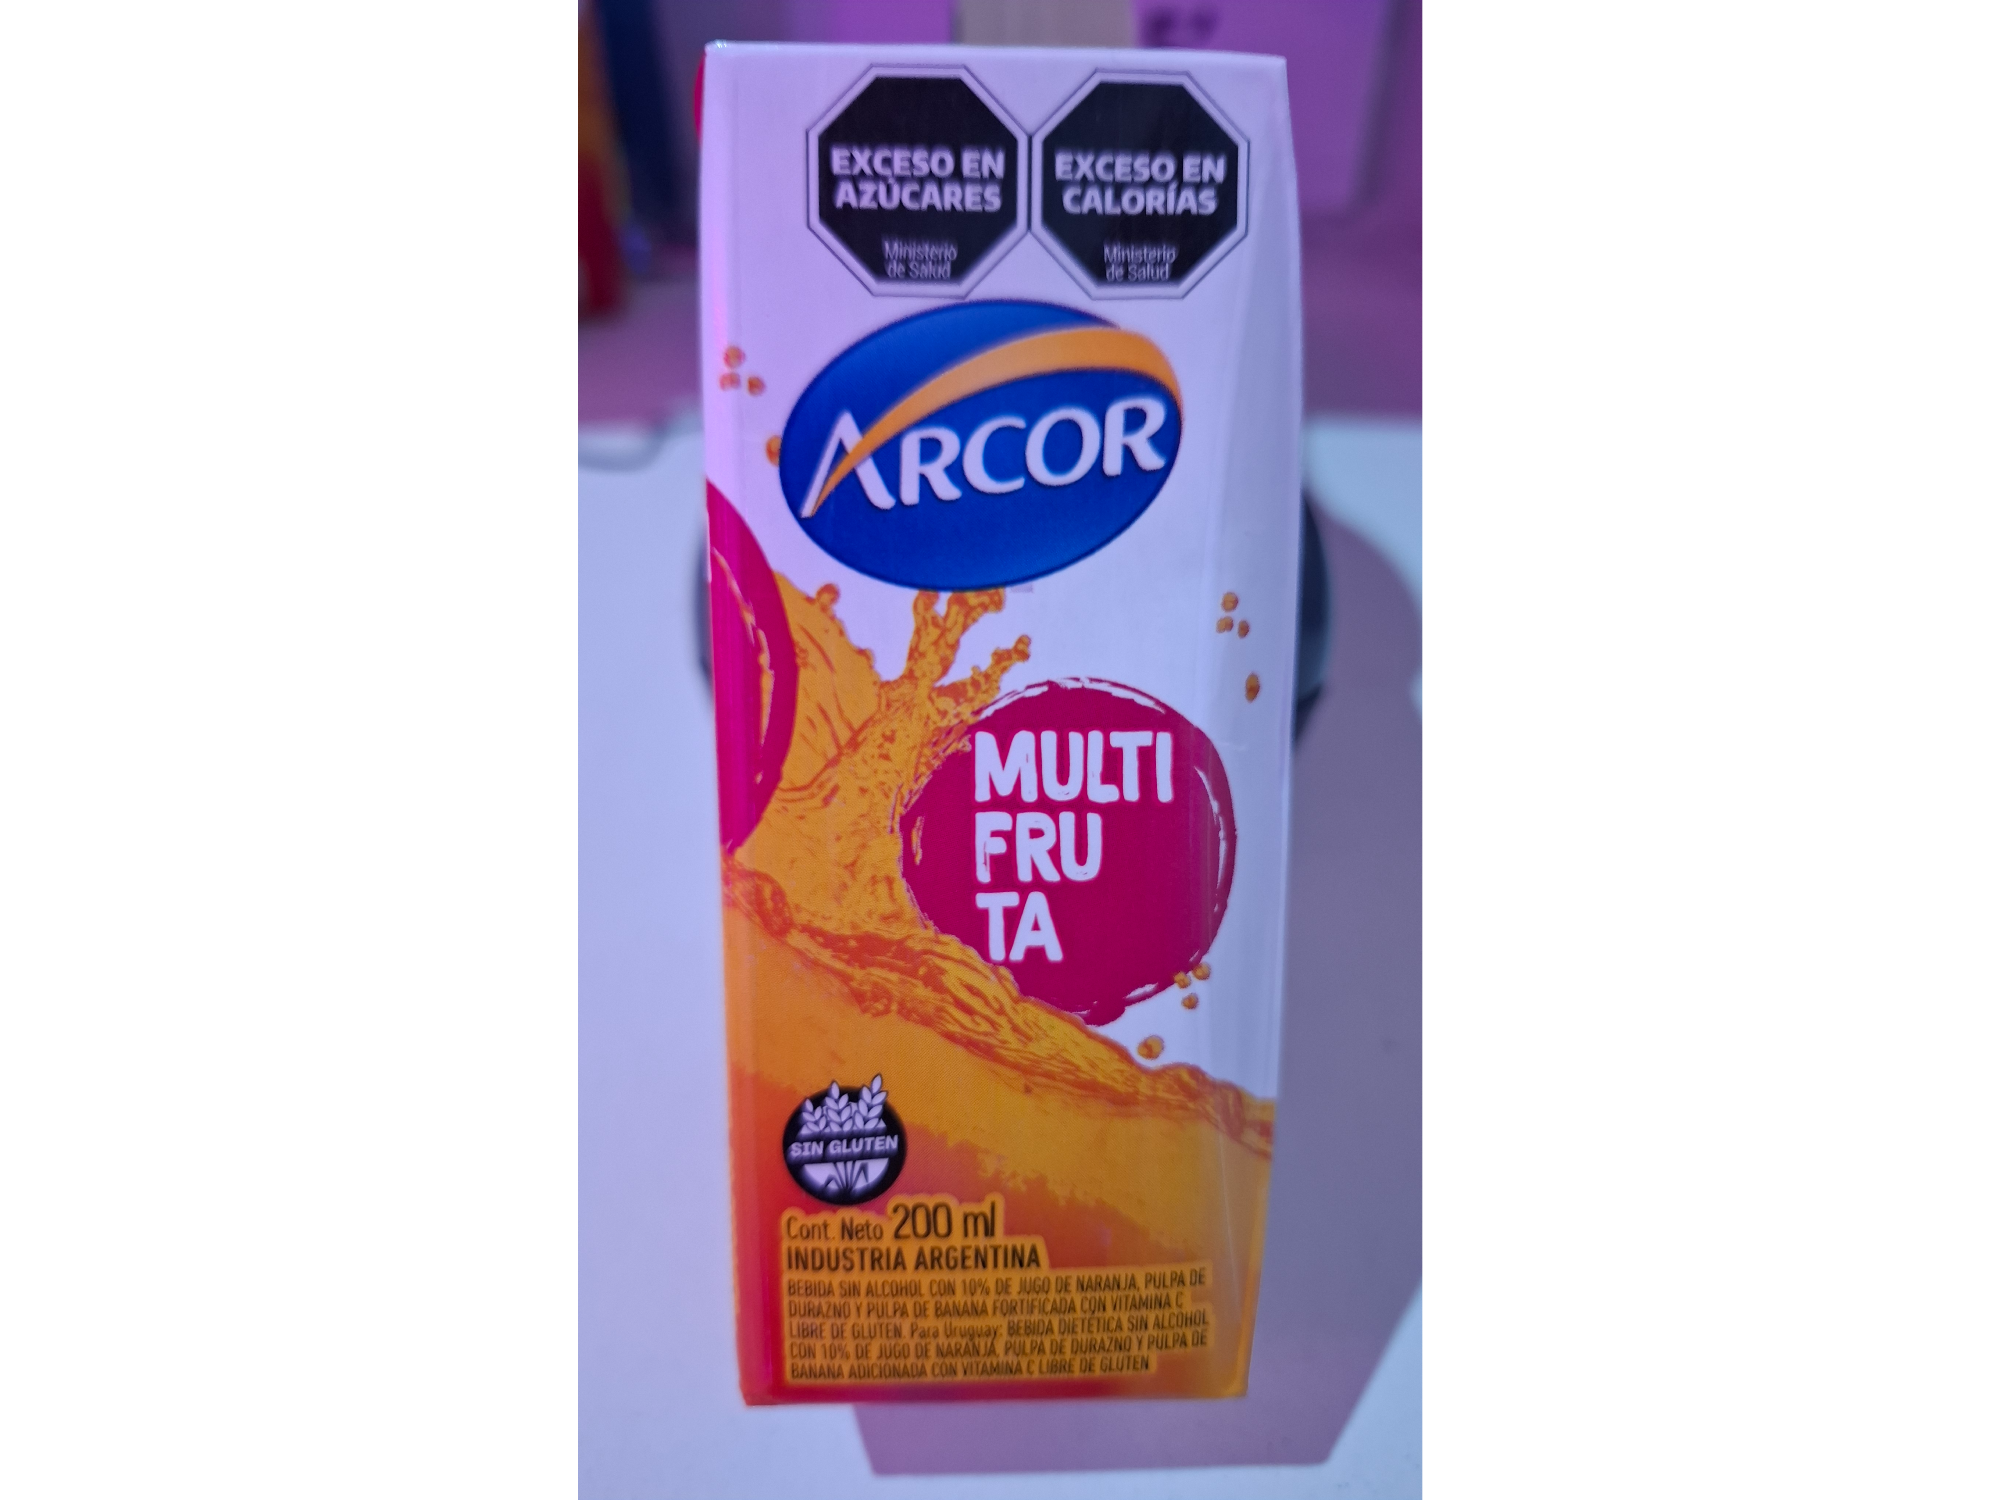 EXCESO EN
AZÚCARES
Ministerio
de Salud
EXCESO EN
CALORÍAS
Ministerio
de Salud
ARCOR
MULTI
FRU
TA
SIN GLUTEN
Cont. Neto 200 ml
INDUSTRIA ARGENTINA
BEBIDA SIN ALCOHOL CON 10% DE JUGO DE NARANJA, PULPA DE
DURAZNO Y PULPA DE BANANA FORTIFICADA CON VITAMINA C
LIBRE DE GLUTEN. Para Uruguay: BEBIDA DIETÉTICA SIN ALCOHOL
CON 10% DE JUGO DE NARANJA, PULPA DE DURAZNO Y PULPA DE
BANANA ADICIONADA CON VITAMINA C LIBRE DE GLUTEN